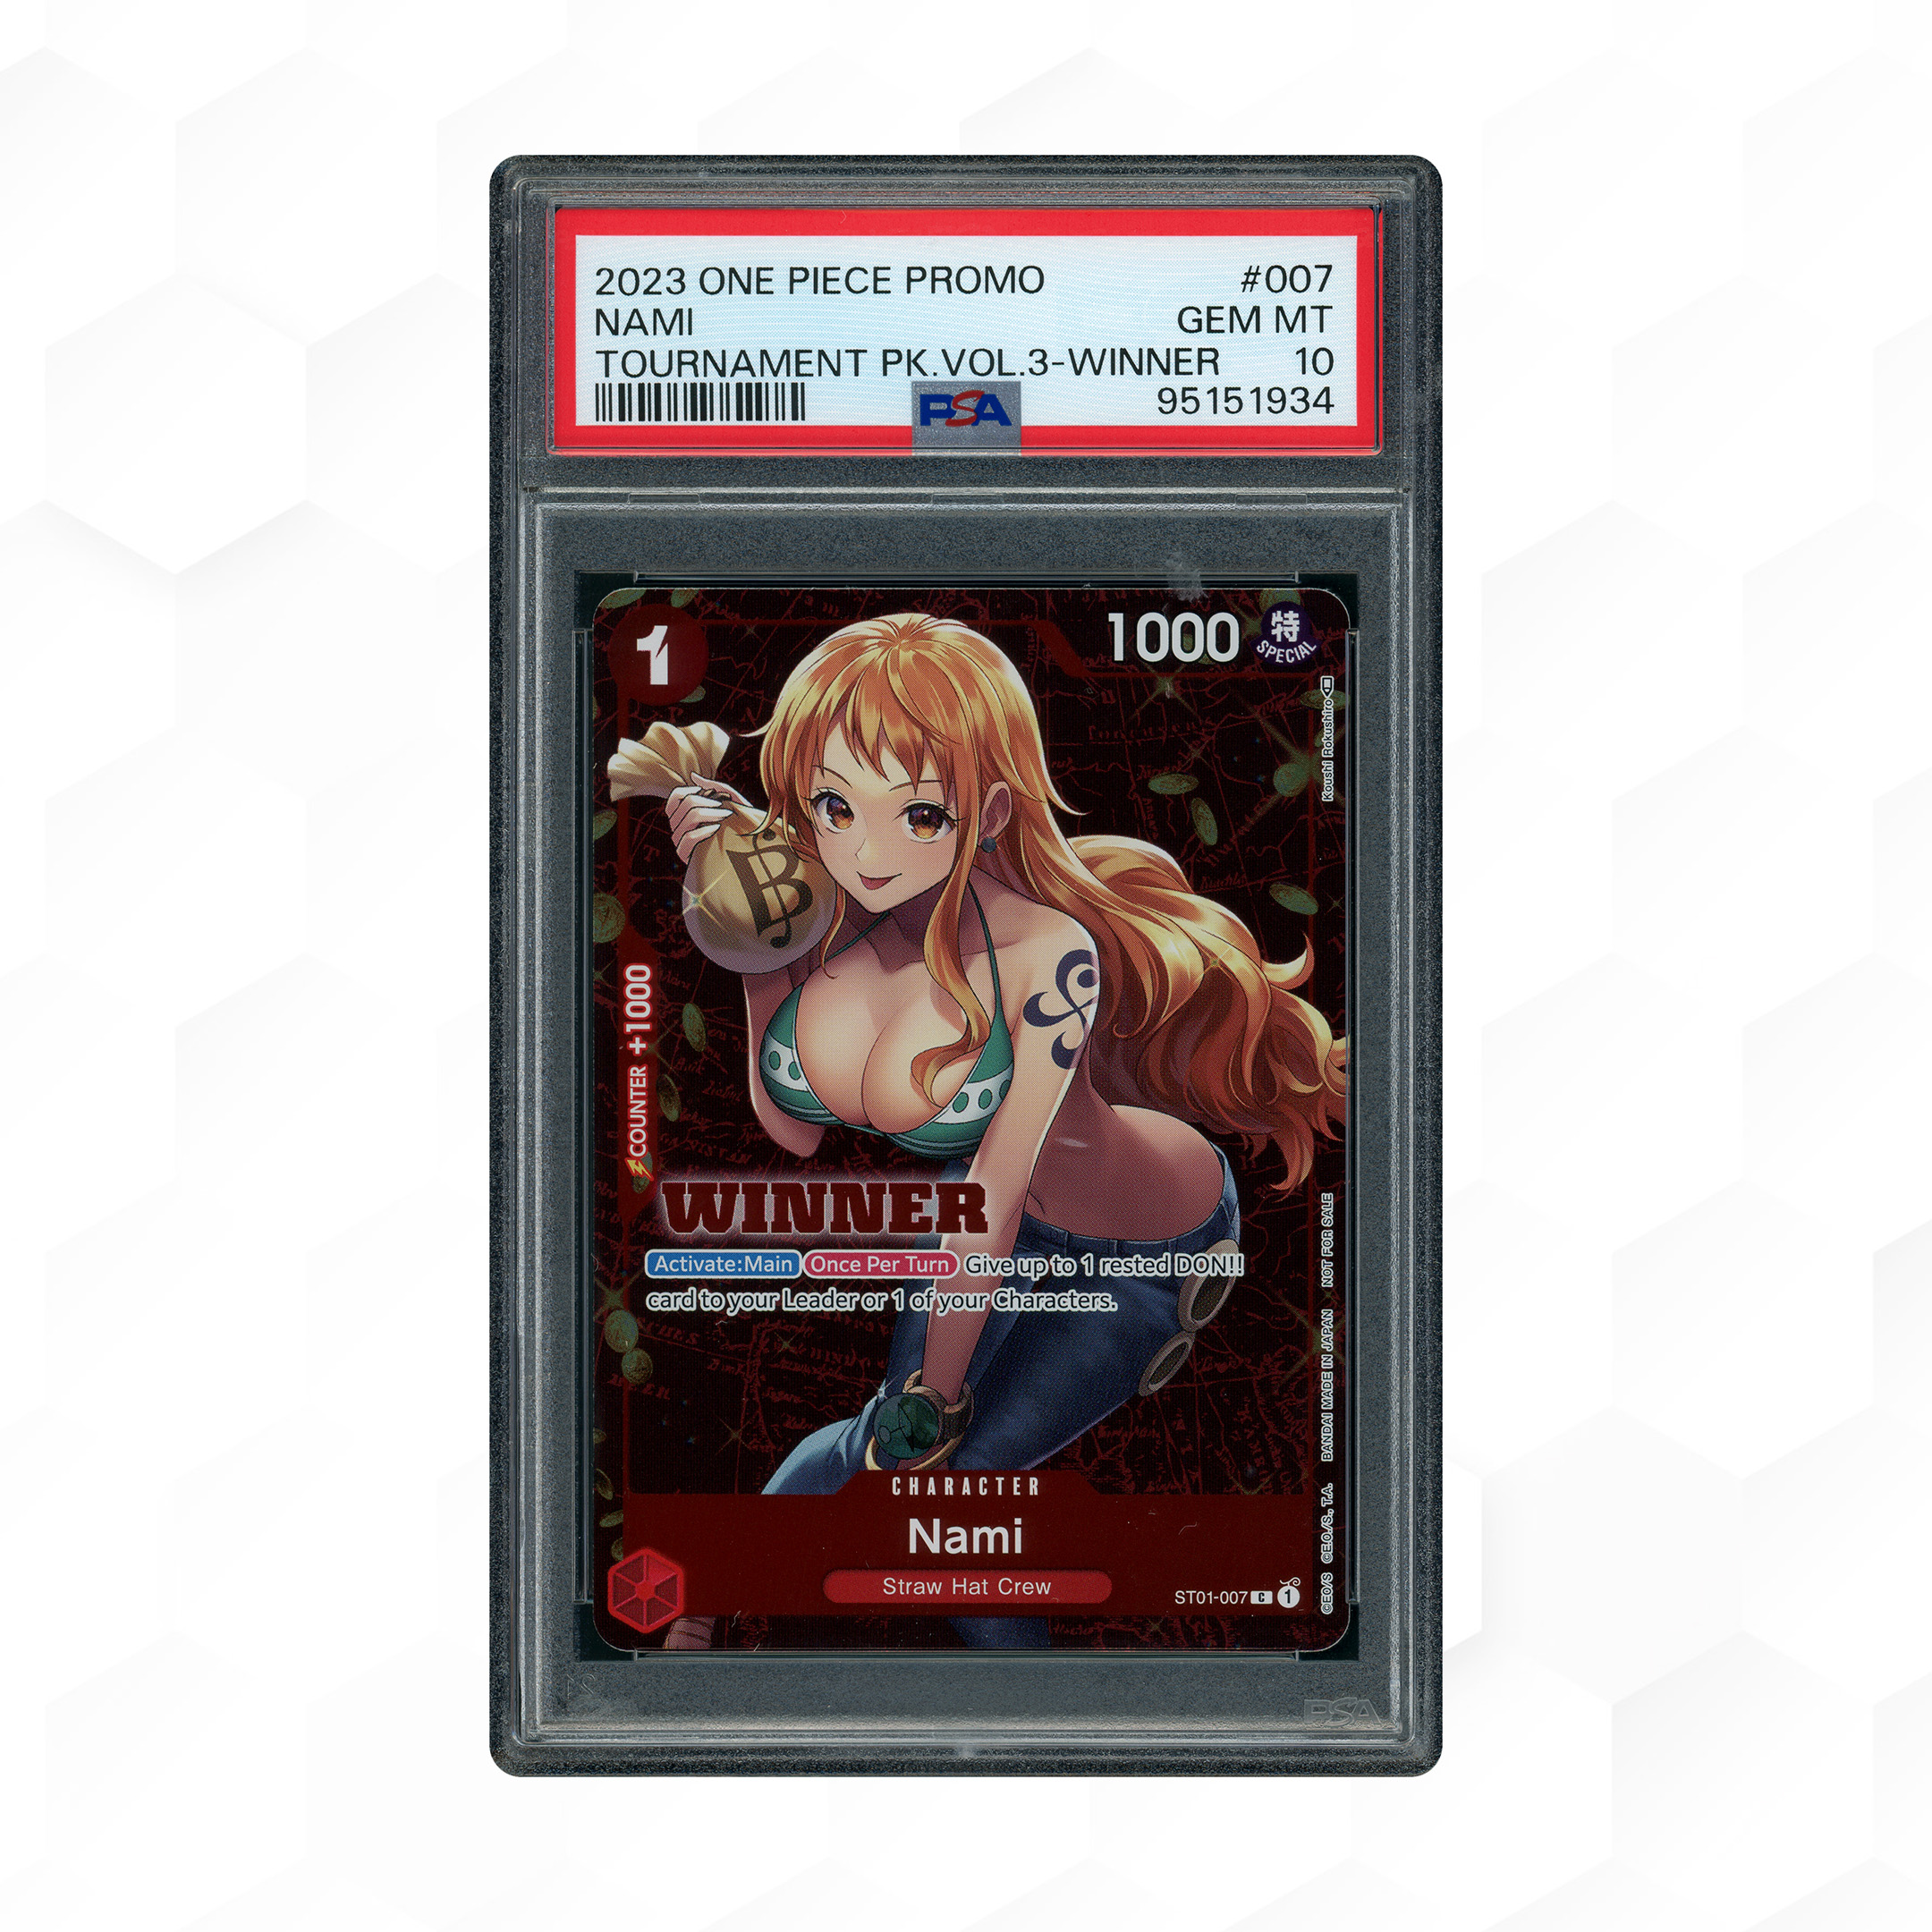 2023 ONE PIECE PROMO #007
NAMI GEM MT
TOURNAMENT PK.VOL.3-WINNER 10
PSA 95151934
1
1000
特
SPECIAL
Koushi Rokushiro
B
COUNTER +1000
WINNER
Activate:Main Once Per Turn Give up to 1 rested DON!!
card to your Leader or 1 of your Characters.
CHARACTER
Nami
Straw Hat Crew
ST01-007 C 1
©EO/S ©E.O./S., T.A. BANDAI MADE IN JAPAN NOT FOR SALE
PSA